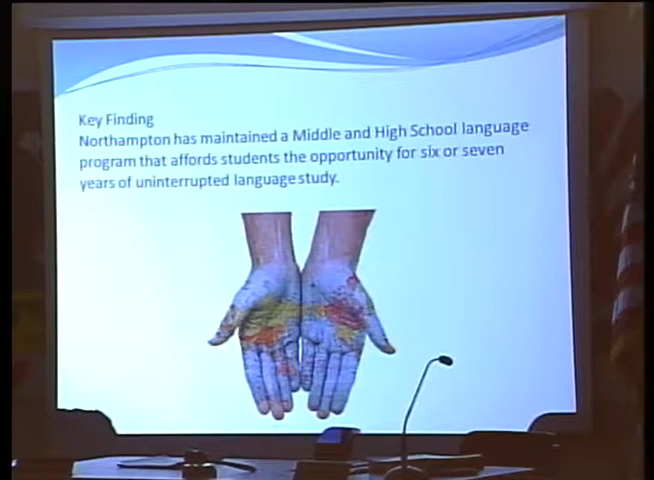 Key Finding
Northampton has maintained a Middle and High School language
program that affords students the opportunity for six or seven
years of uninterrupted language study.